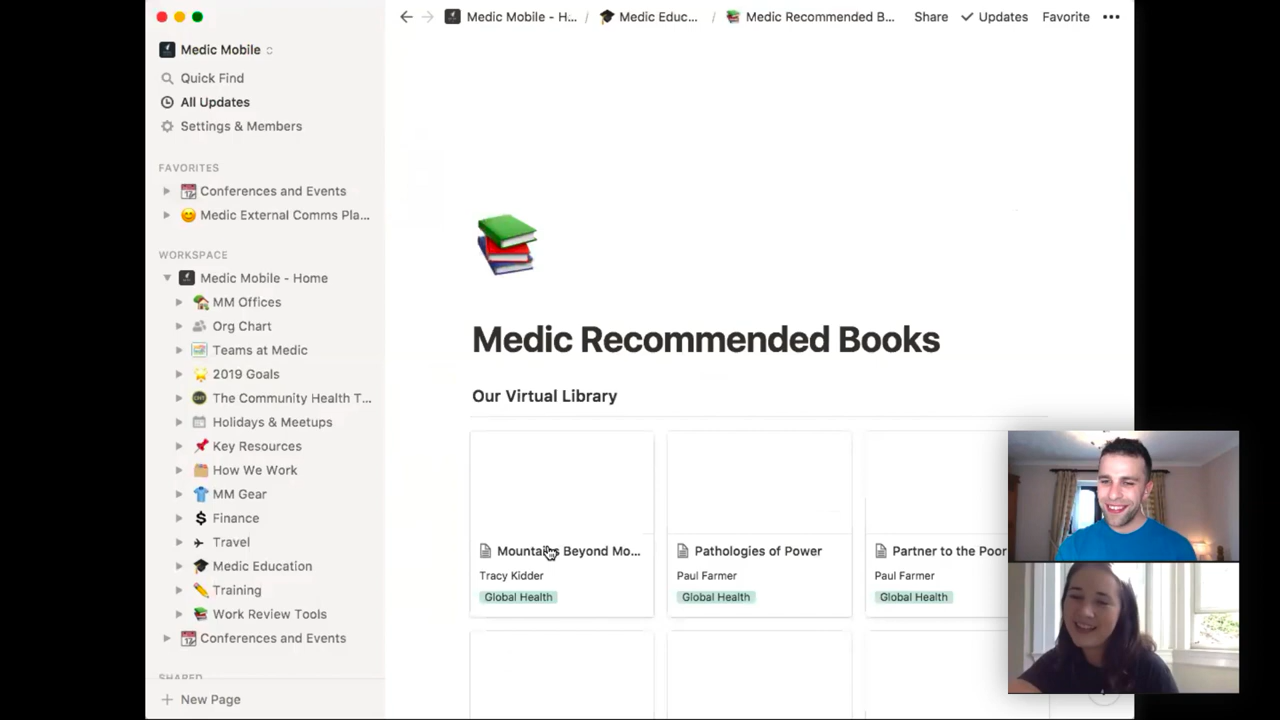 Medic Mobile - H... / Medic Educ... / Medic Recommended B... Share Updates Favorite
Medic Mobile
Quick Find
All Updates
Settings & Members
FAVORITES
Conferences and Events
Medic External Comms Pla...
WORKSPACE
Medic Mobile - Home
MM Offices
Org Chart
Teams at Medic
2019 Goals
The Community Health T...
Holidays & Meetups
Key Resources
How We Work
MM Gear
$ Finance
Travel
Medic Education
Training
Work Review Tools
Conferences and Events
SHARED
+ New Page
Medic Recommended Books
Our Virtual Library
Mountains Beyond Mo...
Tracy Kidder
Global Health
Pathologies of Power
Paul Farmer
Global Health
Partner to the Poor
Paul Farmer
Global Health